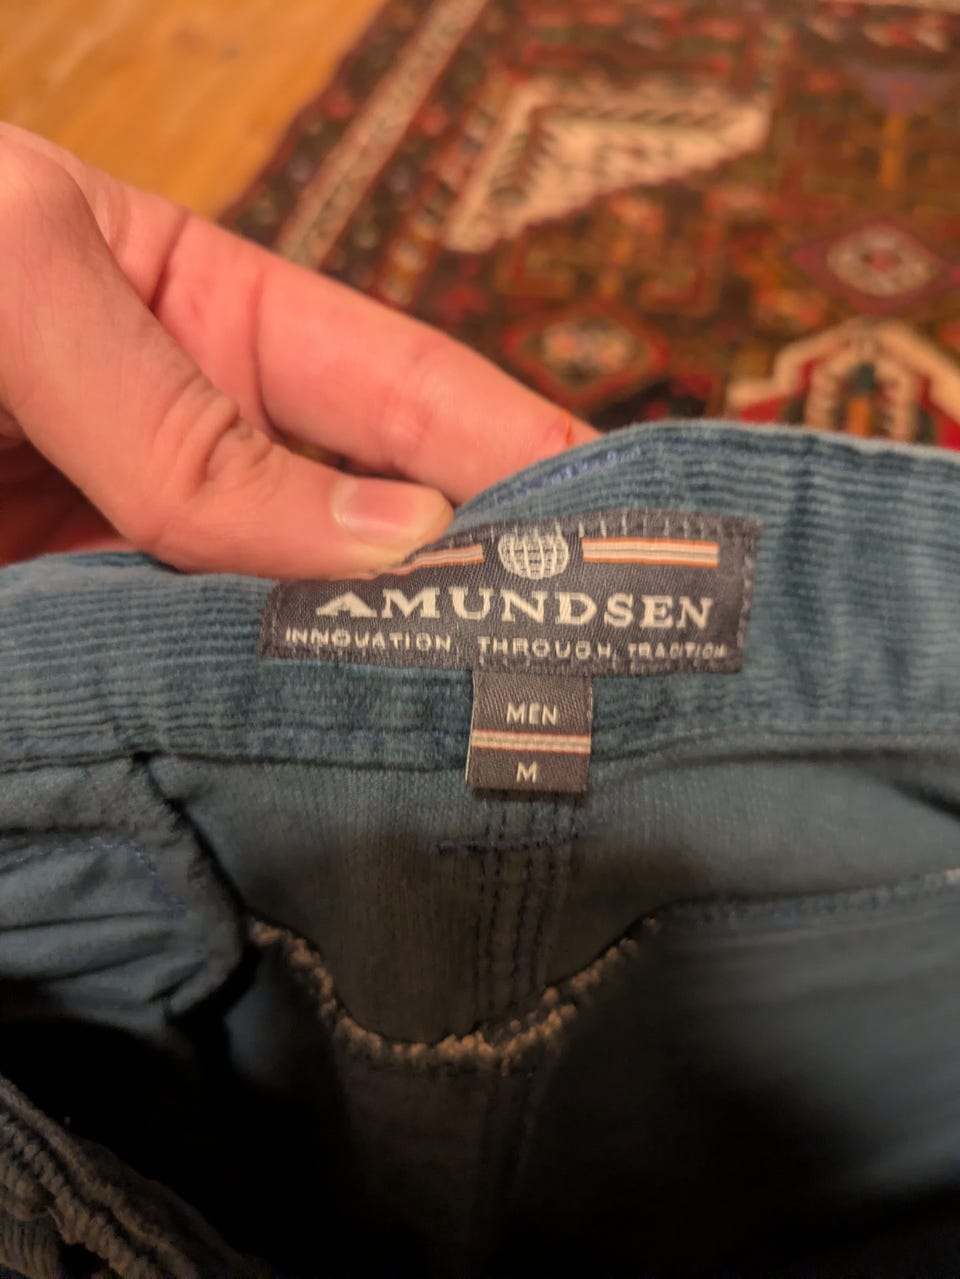 AMUNDSEN
INNOVATION THROUGH TRADITION
MEN
M